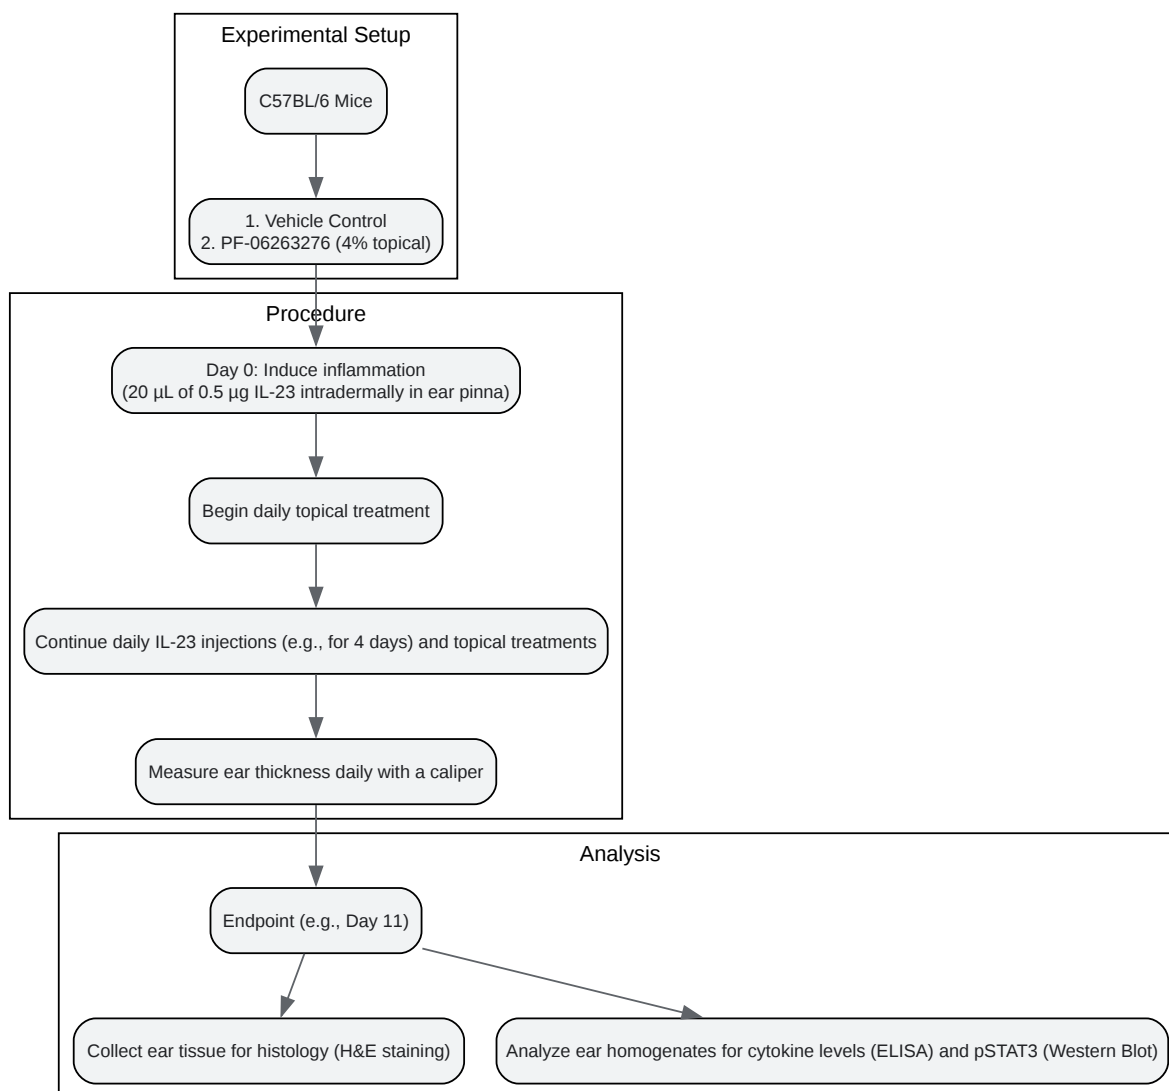 Experimental Setup
C57BL/6 Mice
1. Vehicle Control
2. PF-06263276 (4% topical)
Procedure
Day 0: Induce inflammation
(20 µL of 0.5 µg IL-23 intradermally in ear pinna)
Begin daily topical treatment
Continue daily IL-23 injections (e.g., for 4 days) and topical treatments
Measure ear thickness daily with a caliper
Analysis
Endpoint (e.g., Day 11)
Collect ear tissue for histology (H&E staining)
Analyze ear homogenates for cytokine levels (ELISA) and pSTAT3 (Western Blot)